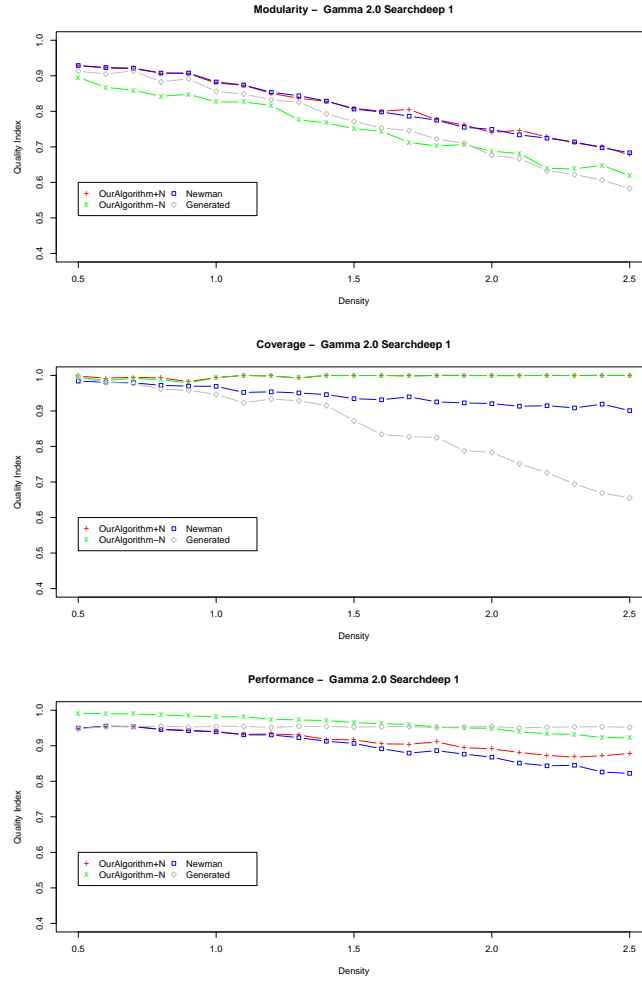 Modularity – Gamma 2.0 Searchdeep 1
Quality Index
1.0
0.9
0.8
0.7
0.6
0.5
0.4
OurAlgorithm+N Newman
OurAlgorithm−N Generated
0.5 1.0 1.5 2.0 2.5
Density
Coverage – Gamma 2.0 Searchdeep 1
Quality Index
1.0
0.9
0.8
0.7
0.6
0.5
0.4
OurAlgorithm+N Newman
OurAlgorithm−N Generated
0.5 1.0 1.5 2.0 2.5
Density
Performance – Gamma 2.0 Searchdeep 1
Quality Index
1.0
0.9
0.8
0.7
0.6
0.5
0.4
OurAlgorithm+N Newman
OurAlgorithm−N Generated
0.5 1.0 1.5 2.0 2.5
Density